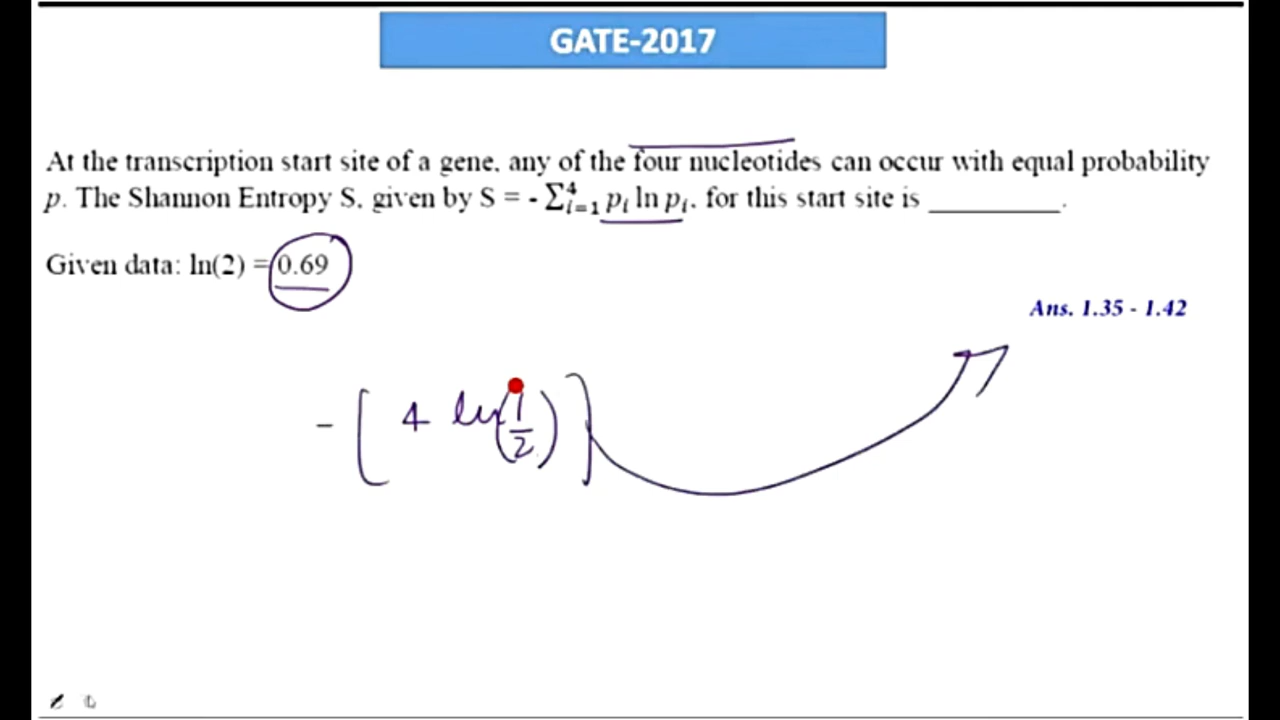 GATE-2017
At the transcription start site of a gene, any of the four nucleotides can occur with equal probability
p. The Shannon Entropy S, given by S = - ∑⁴ᵢ₌₁ pᵢ ln pᵢ, for this start site is __________.
Given data: ln(2) = 0.69
Ans. 1.35 - 1.42
- [ 4 ln(1/2) ]